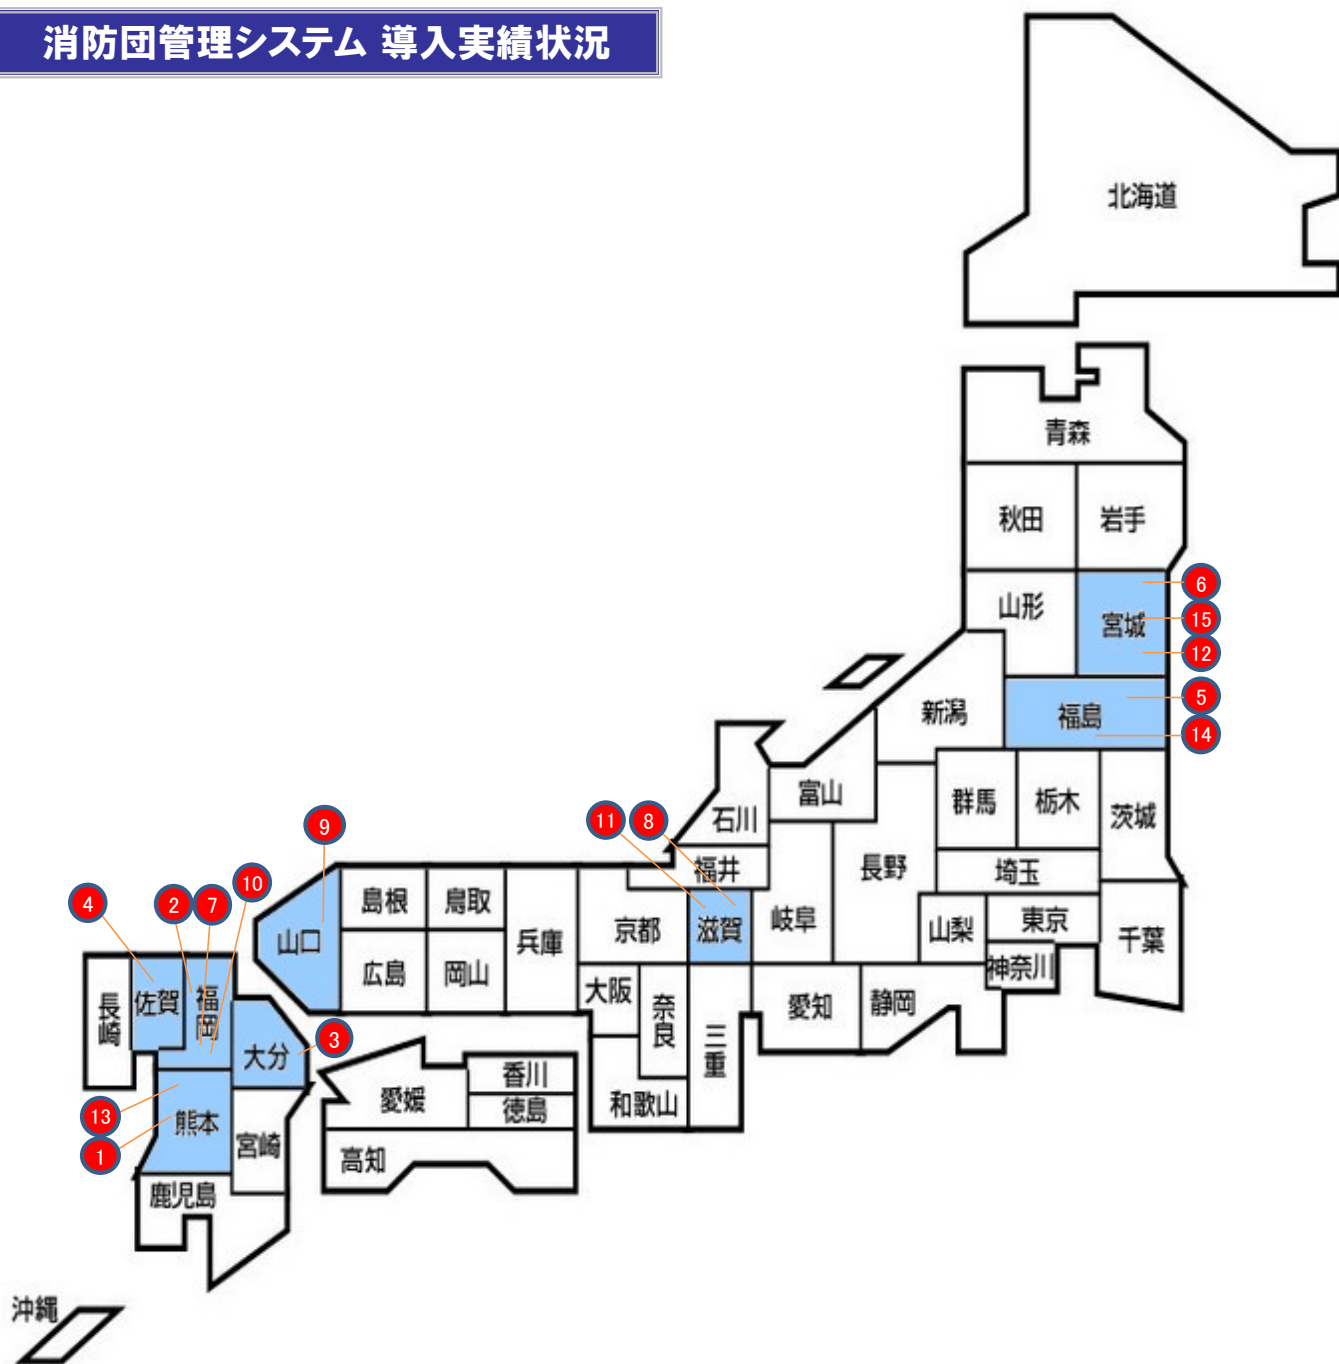 消防団管理システム 導入実績状況
北海道
青森
秋田
岩手
山形
宮城
6
15
12
新潟
福島
5
14
石川
富山
群馬
栃木
茨城
福井
長野
埼玉
11
8
9
島根
鳥取
兵庫
京都
滋賀
岐阜
山梨
東京
千葉
山口
広島
岡山
大阪
奈良
三重
愛知
静岡
神奈川
和歌山
4
2
7
10
長崎
佐賀
福岡
大分
3
愛媛
香川
徳島
高知
13
1
熊本
宮崎
鹿児島
沖縄